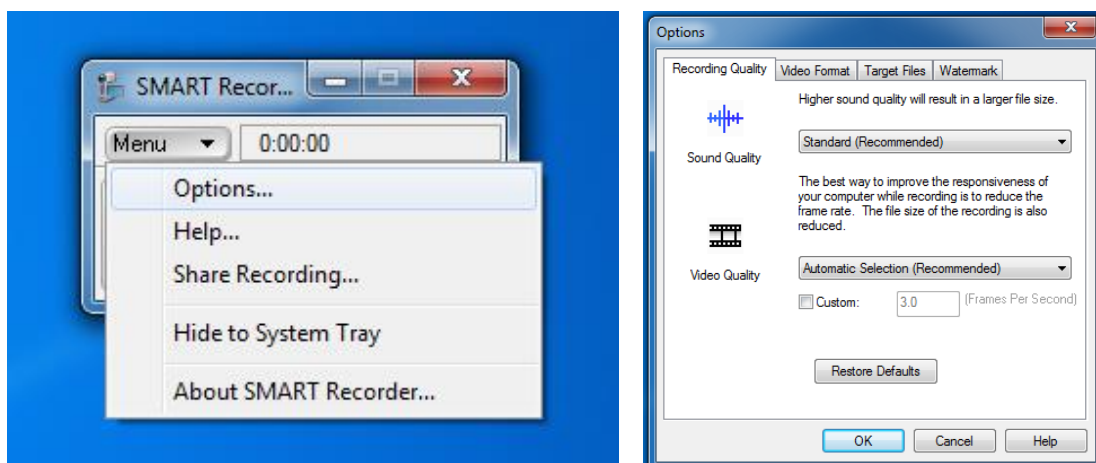 SMART Recor...
Menu
0:00:00
Options...
Help...
Share Recording...
Hide to System Tray
About SMART Recorder...
Options
Recording Quality Video Format Target Files Watermark
Higher sound quality will result in a larger file size.
Standard (Recommended)
Sound Quality
The best way to improve the responsiveness of
your computer while recording is to reduce the
frame rate. The file size of the recording is also
reduced.
Automatic Selection (Recommended)
Video Quality
Custom: 3.0 (Frames Per Second)
Restore Defaults
OK Cancel Help